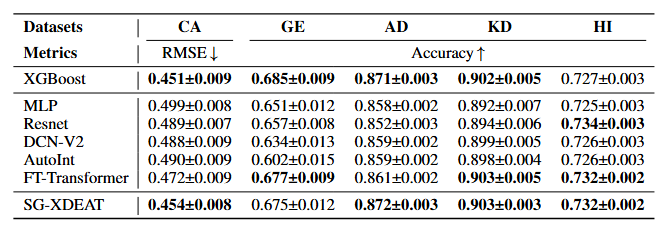 Datasets CA GE AD KD HI
Metrics RMSE↓ Accuracy↑
XGBoost 0.451±0.009 0.685±0.009 0.871±0.003 0.902±0.005 0.727±0.003
MLP 0.499±0.008 0.651±0.012 0.858±0.002 0.892±0.007 0.725±0.003
Resnet 0.489±0.007 0.657±0.008 0.852±0.003 0.894±0.006 0.734±0.003
DCN-V2 0.488±0.009 0.634±0.013 0.859±0.002 0.899±0.005 0.726±0.003
AutoInt 0.490±0.009 0.602±0.015 0.859±0.002 0.898±0.004 0.726±0.003
FT-Transformer 0.472±0.009 0.677±0.009 0.861±0.002 0.903±0.005 0.732±0.002
SG-XDEAT 0.454±0.008 0.675±0.012 0.872±0.003 0.903±0.003 0.732±0.002